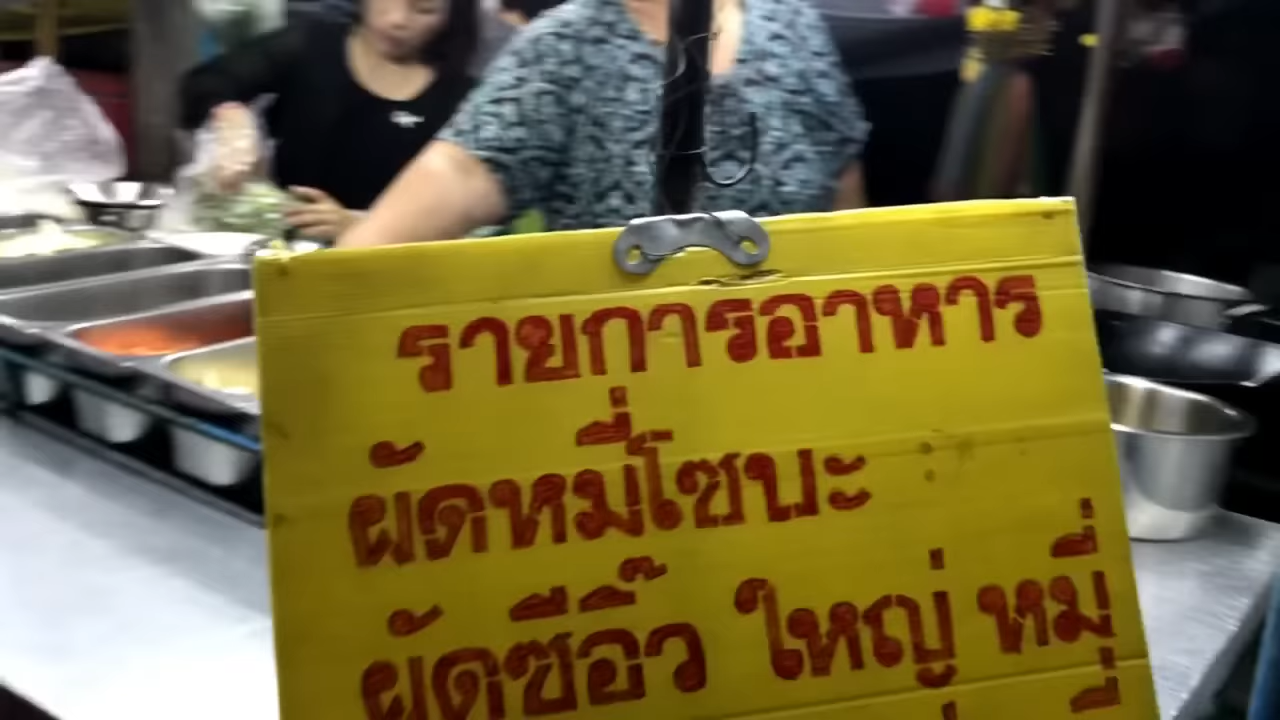 รายการอาหาร
ผัดหมี่โซบะ
ผัดซีอิ๊ว ใหญ่ หมี่